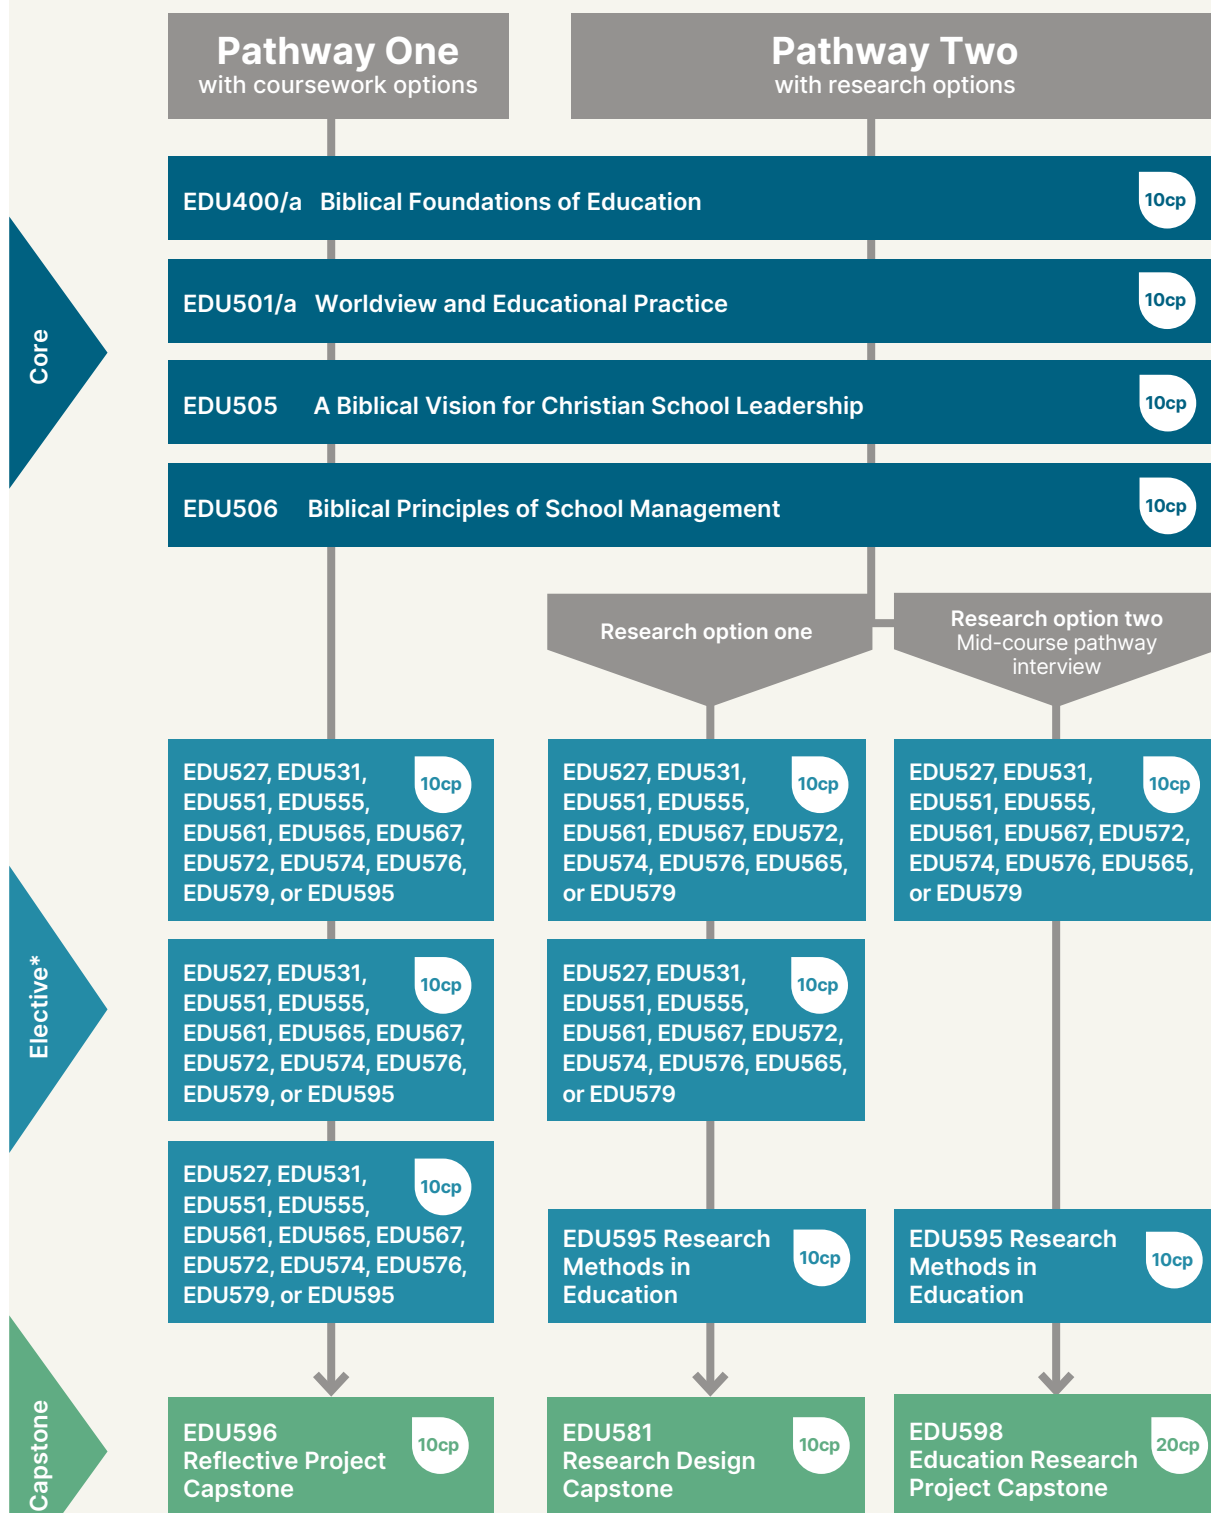 Pathway One
with coursework options
Pathway Two
with research options
Core
EDU400/a Biblical Foundations of Education
10cp
EDU501/a Worldview and Educational Practice
10cp
EDU505 A Biblical Vision for Christian School Leadership
10cp
EDU506 Biblical Principles of School Management
10cp
Research option one
Research option two
Mid-course pathway
interview
Elective*
EDU527, EDU531,
EDU551, EDU555,
EDU561, EDU565, EDU567,
EDU572, EDU574, EDU576,
EDU579, or EDU595
10cp
EDU527, EDU531,
EDU551, EDU555,
EDU561, EDU567, EDU572,
EDU574, EDU576, EDU565,
or EDU579
10cp
EDU527, EDU531,
EDU551, EDU555,
EDU561, EDU567, EDU572,
EDU574, EDU576, EDU565,
or EDU579
10cp
EDU527, EDU531,
EDU551, EDU555,
EDU561, EDU565, EDU567,
EDU572, EDU574, EDU576,
EDU579, or EDU595
10cp
EDU527, EDU531,
EDU551, EDU555,
EDU561, EDU567, EDU572,
EDU574, EDU576, EDU565,
or EDU579
10cp
EDU527, EDU531,
EDU551, EDU555,
EDU561, EDU565, EDU567,
EDU572, EDU574, EDU576,
EDU579, or EDU595
10cp
EDU595 Research
Methods in
Education
10cp
EDU595 Research
Methods in
Education
10cp
Capstone
EDU596
Reflective Project
Capstone
10cp
EDU581
Research Design
Capstone
10cp
EDU598
Education Research
Project Capstone
20cp